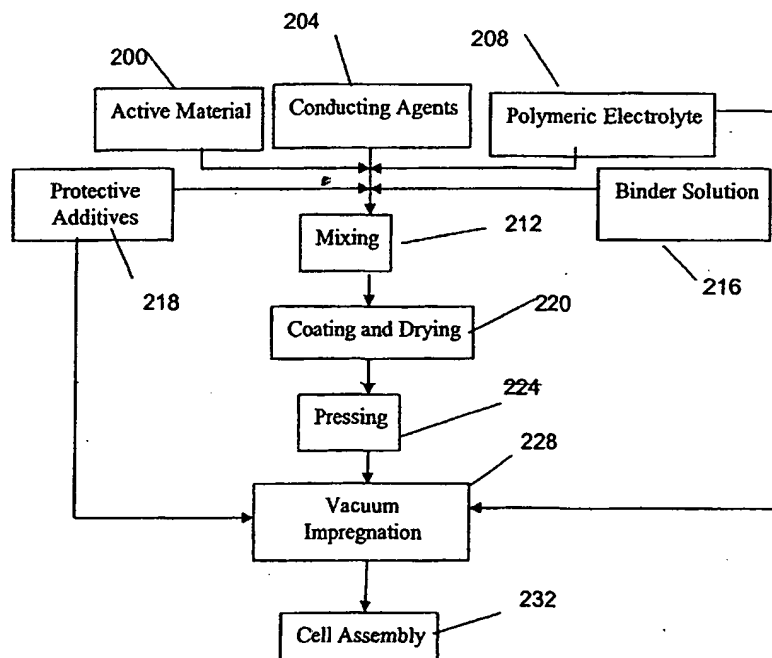 204
200
208
Active Material
Conducting Agents
Polymeric Electrolyte
Protective
Additives
Binder Solution
Mixing
212
218
216
Coating and Drying
220
Pressing
224
228
Vacuum
Impregnation
232
Cell Assembly